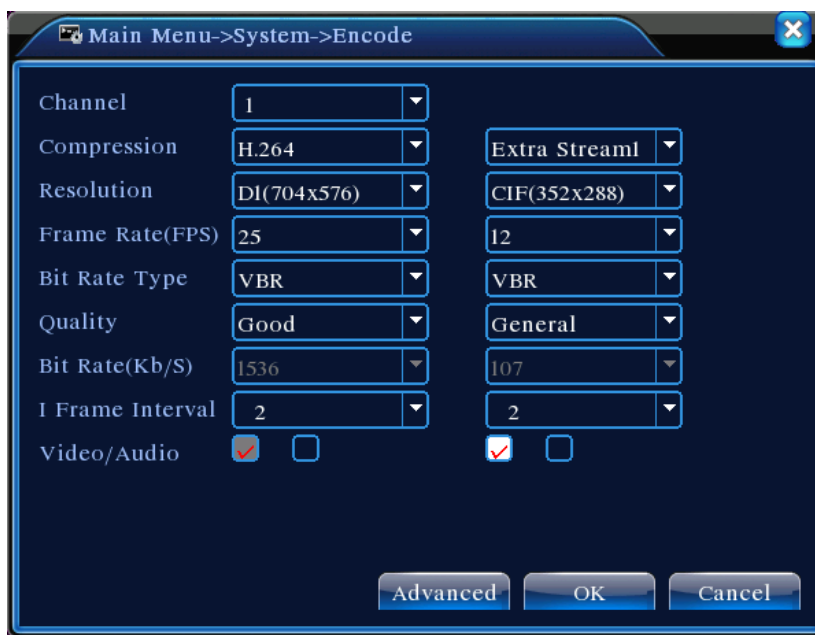 Main Menu->System->Encode
Channel 1
Compression H.264 Extra Stream1
Resolution D1(704x576) CIF(352x288)
Frame Rate(FPS) 25 12
Bit Rate Type VBR VBR
Quality Good General
Bit Rate(Kb/S) 1536 107
I Frame Interval 2 2
Video/Audio
Advanced OK Cancel